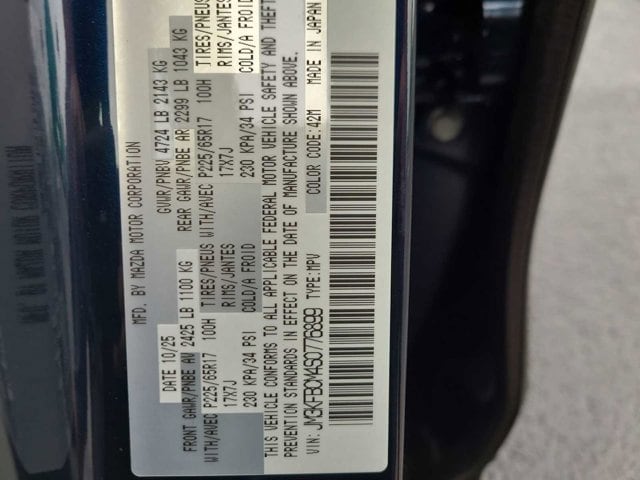 MFD. BY MAZDA MOTOR CORPORATION
DATE 10/25 GVWR/PNBV 4724 LB 2143 KG
FRONT GAWR/PNBE AV 2425 LB 1100 KG REAR GAWR/PNBE AR 2299 LB 1043 KG
WITH/AVEC P225/65R17 100H TIRES/PNEUS WITH/AVEC P225/65R17 100H TIRES/PNEUS
17X7J RIMS/JANTES 17X7J RIMS/JANTES
230 KPA/34 PSI COLD/A FROID 230 KPA/34 PSI COLD/A FROID
THIS VEHICLE CONFORMS TO ALL APPLICABLE FEDERAL MOTOR VEHICLE SAFETY AND THEFT
PREVENTION STANDARDS IN EFFECT ON THE DATE OF MANUFACTURE SHOWN ABOVE.
VIN: JM3KFBCM4S0776899 TYPE: MPV COLOR CODE: 42M MADE IN JAPAN